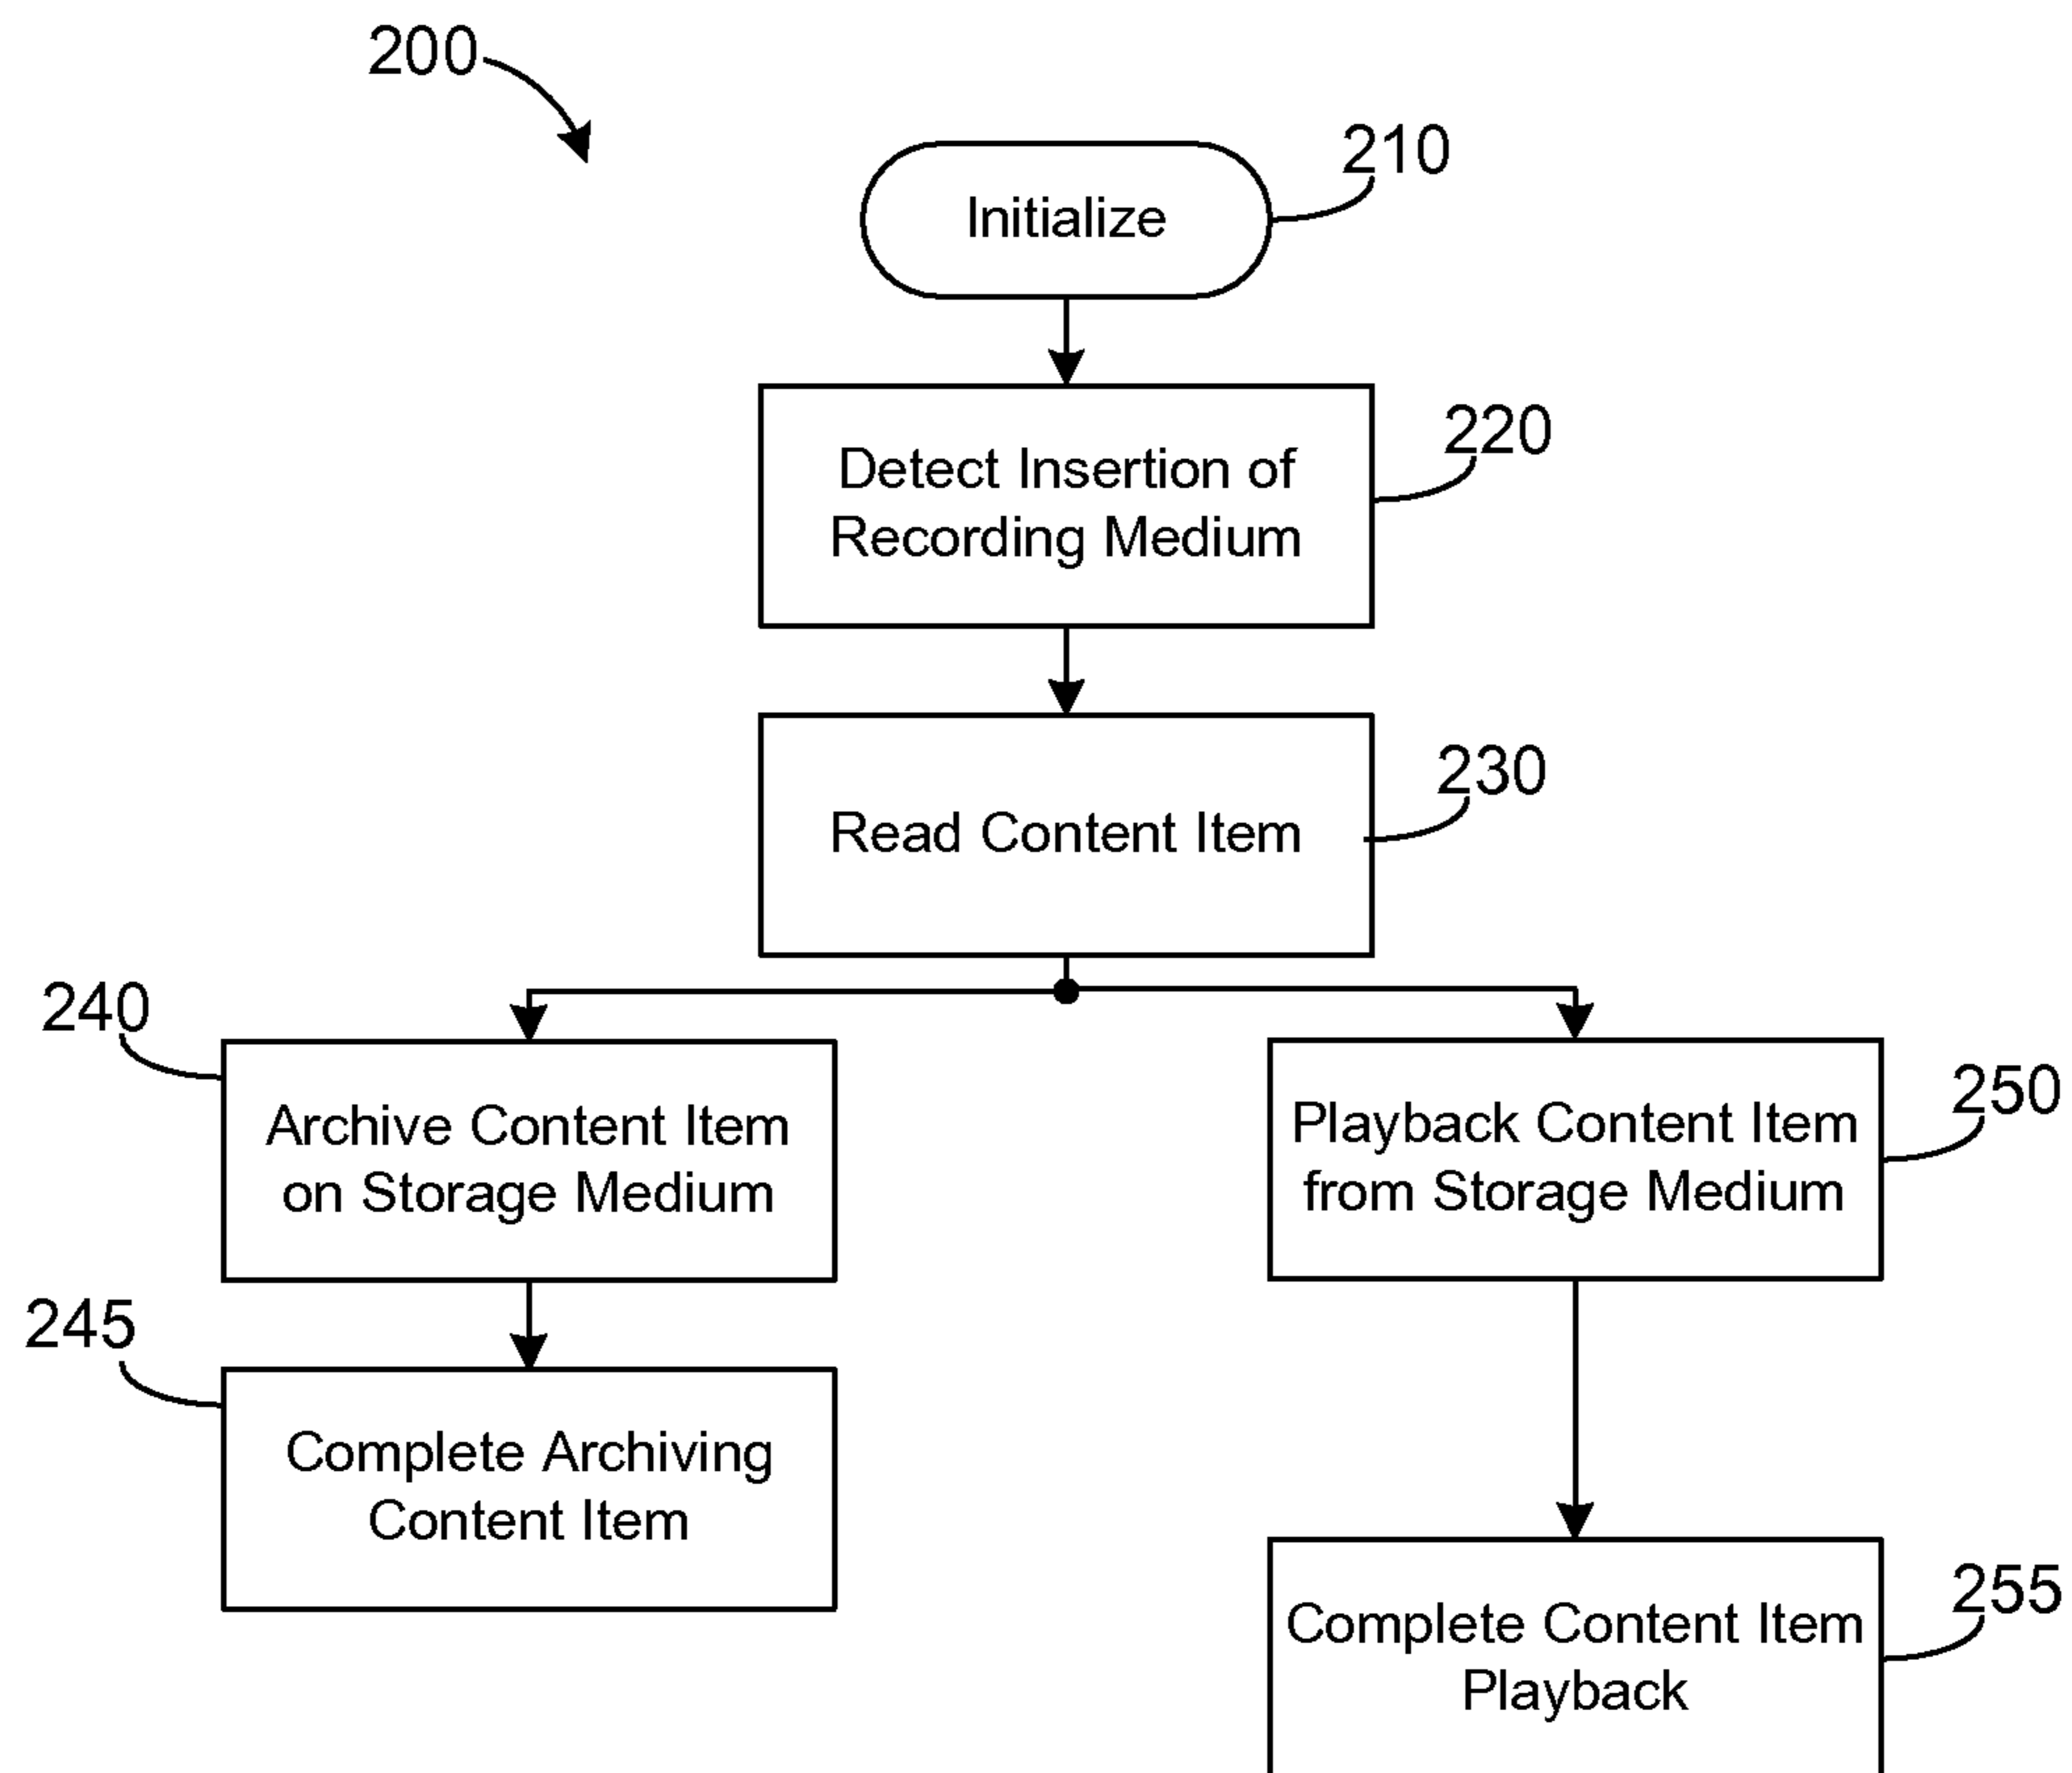 200
210
Initialize
220
Detect Insertion of
Recording Medium
230
Read Content Item
240
Archive Content Item
on Storage Medium
250
Playback Content Item
from Storage Medium
245
Complete Archiving
Content Item
255
Complete Content Item
Playback